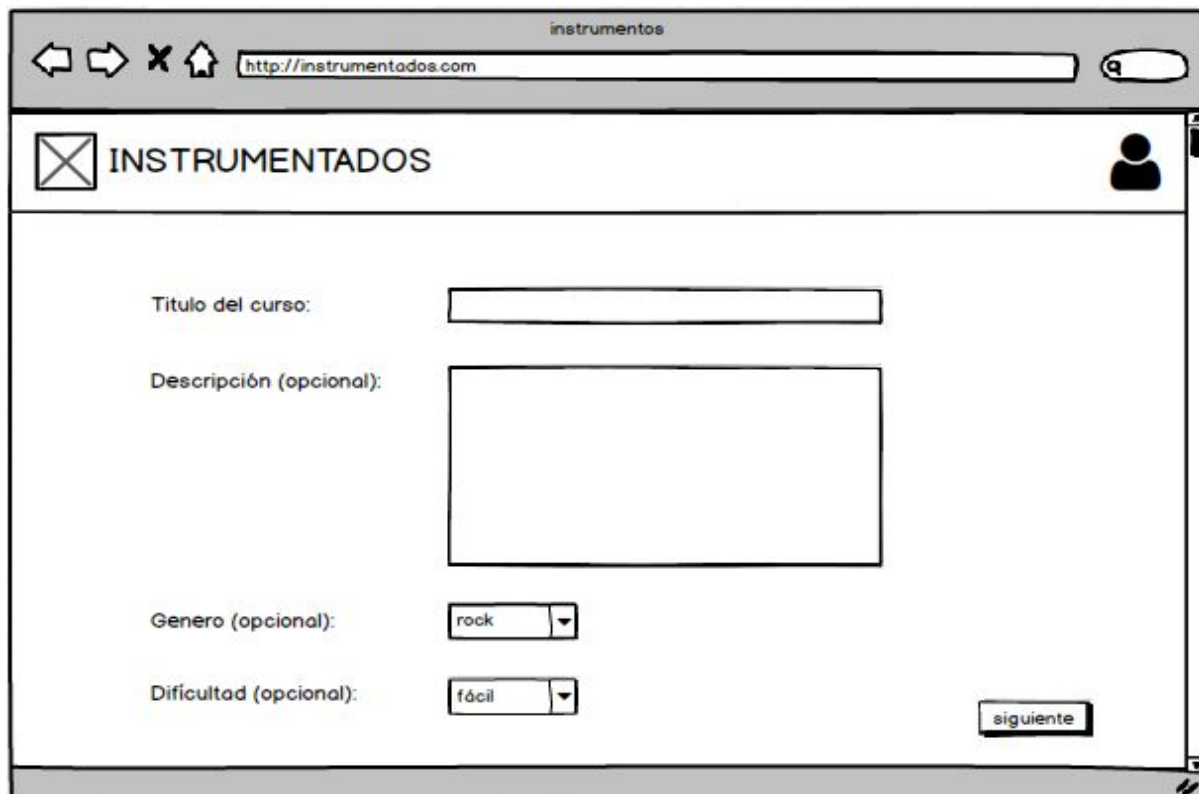 instrumentos
http://instrumentados.com
INSTRUMENTADOS
Titulo del curso:
Descripción (opcional):
Genero (opcional):
rock
Dificultad (opcional):
fácil
siguiente